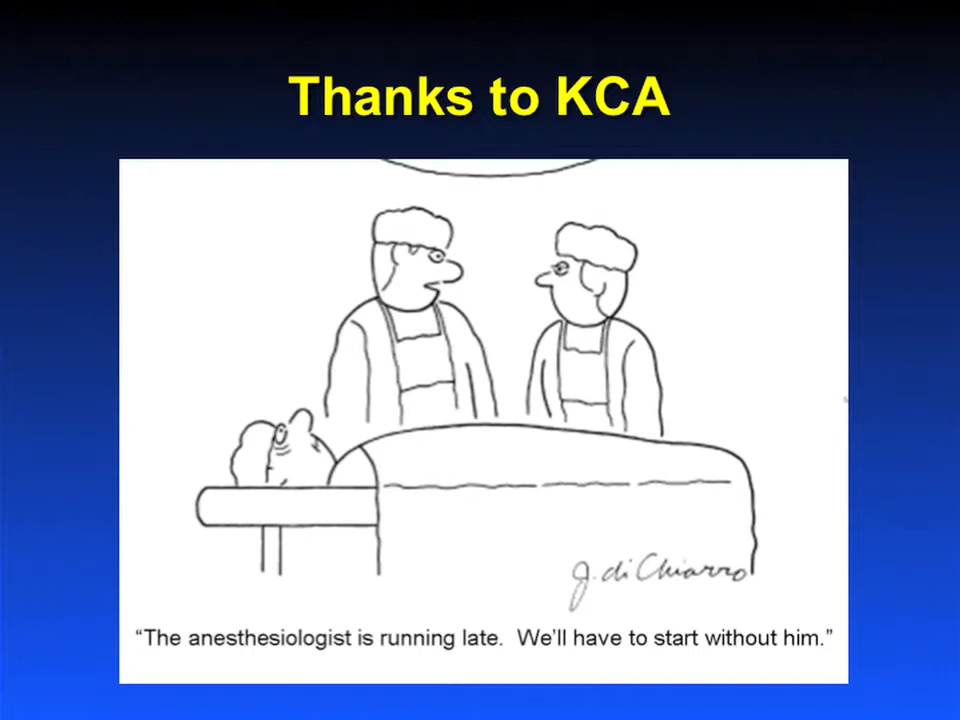 Thanks to KCA
J. di Chiarro
“The anesthesiologist is running late.  We’ll have to start without him.”